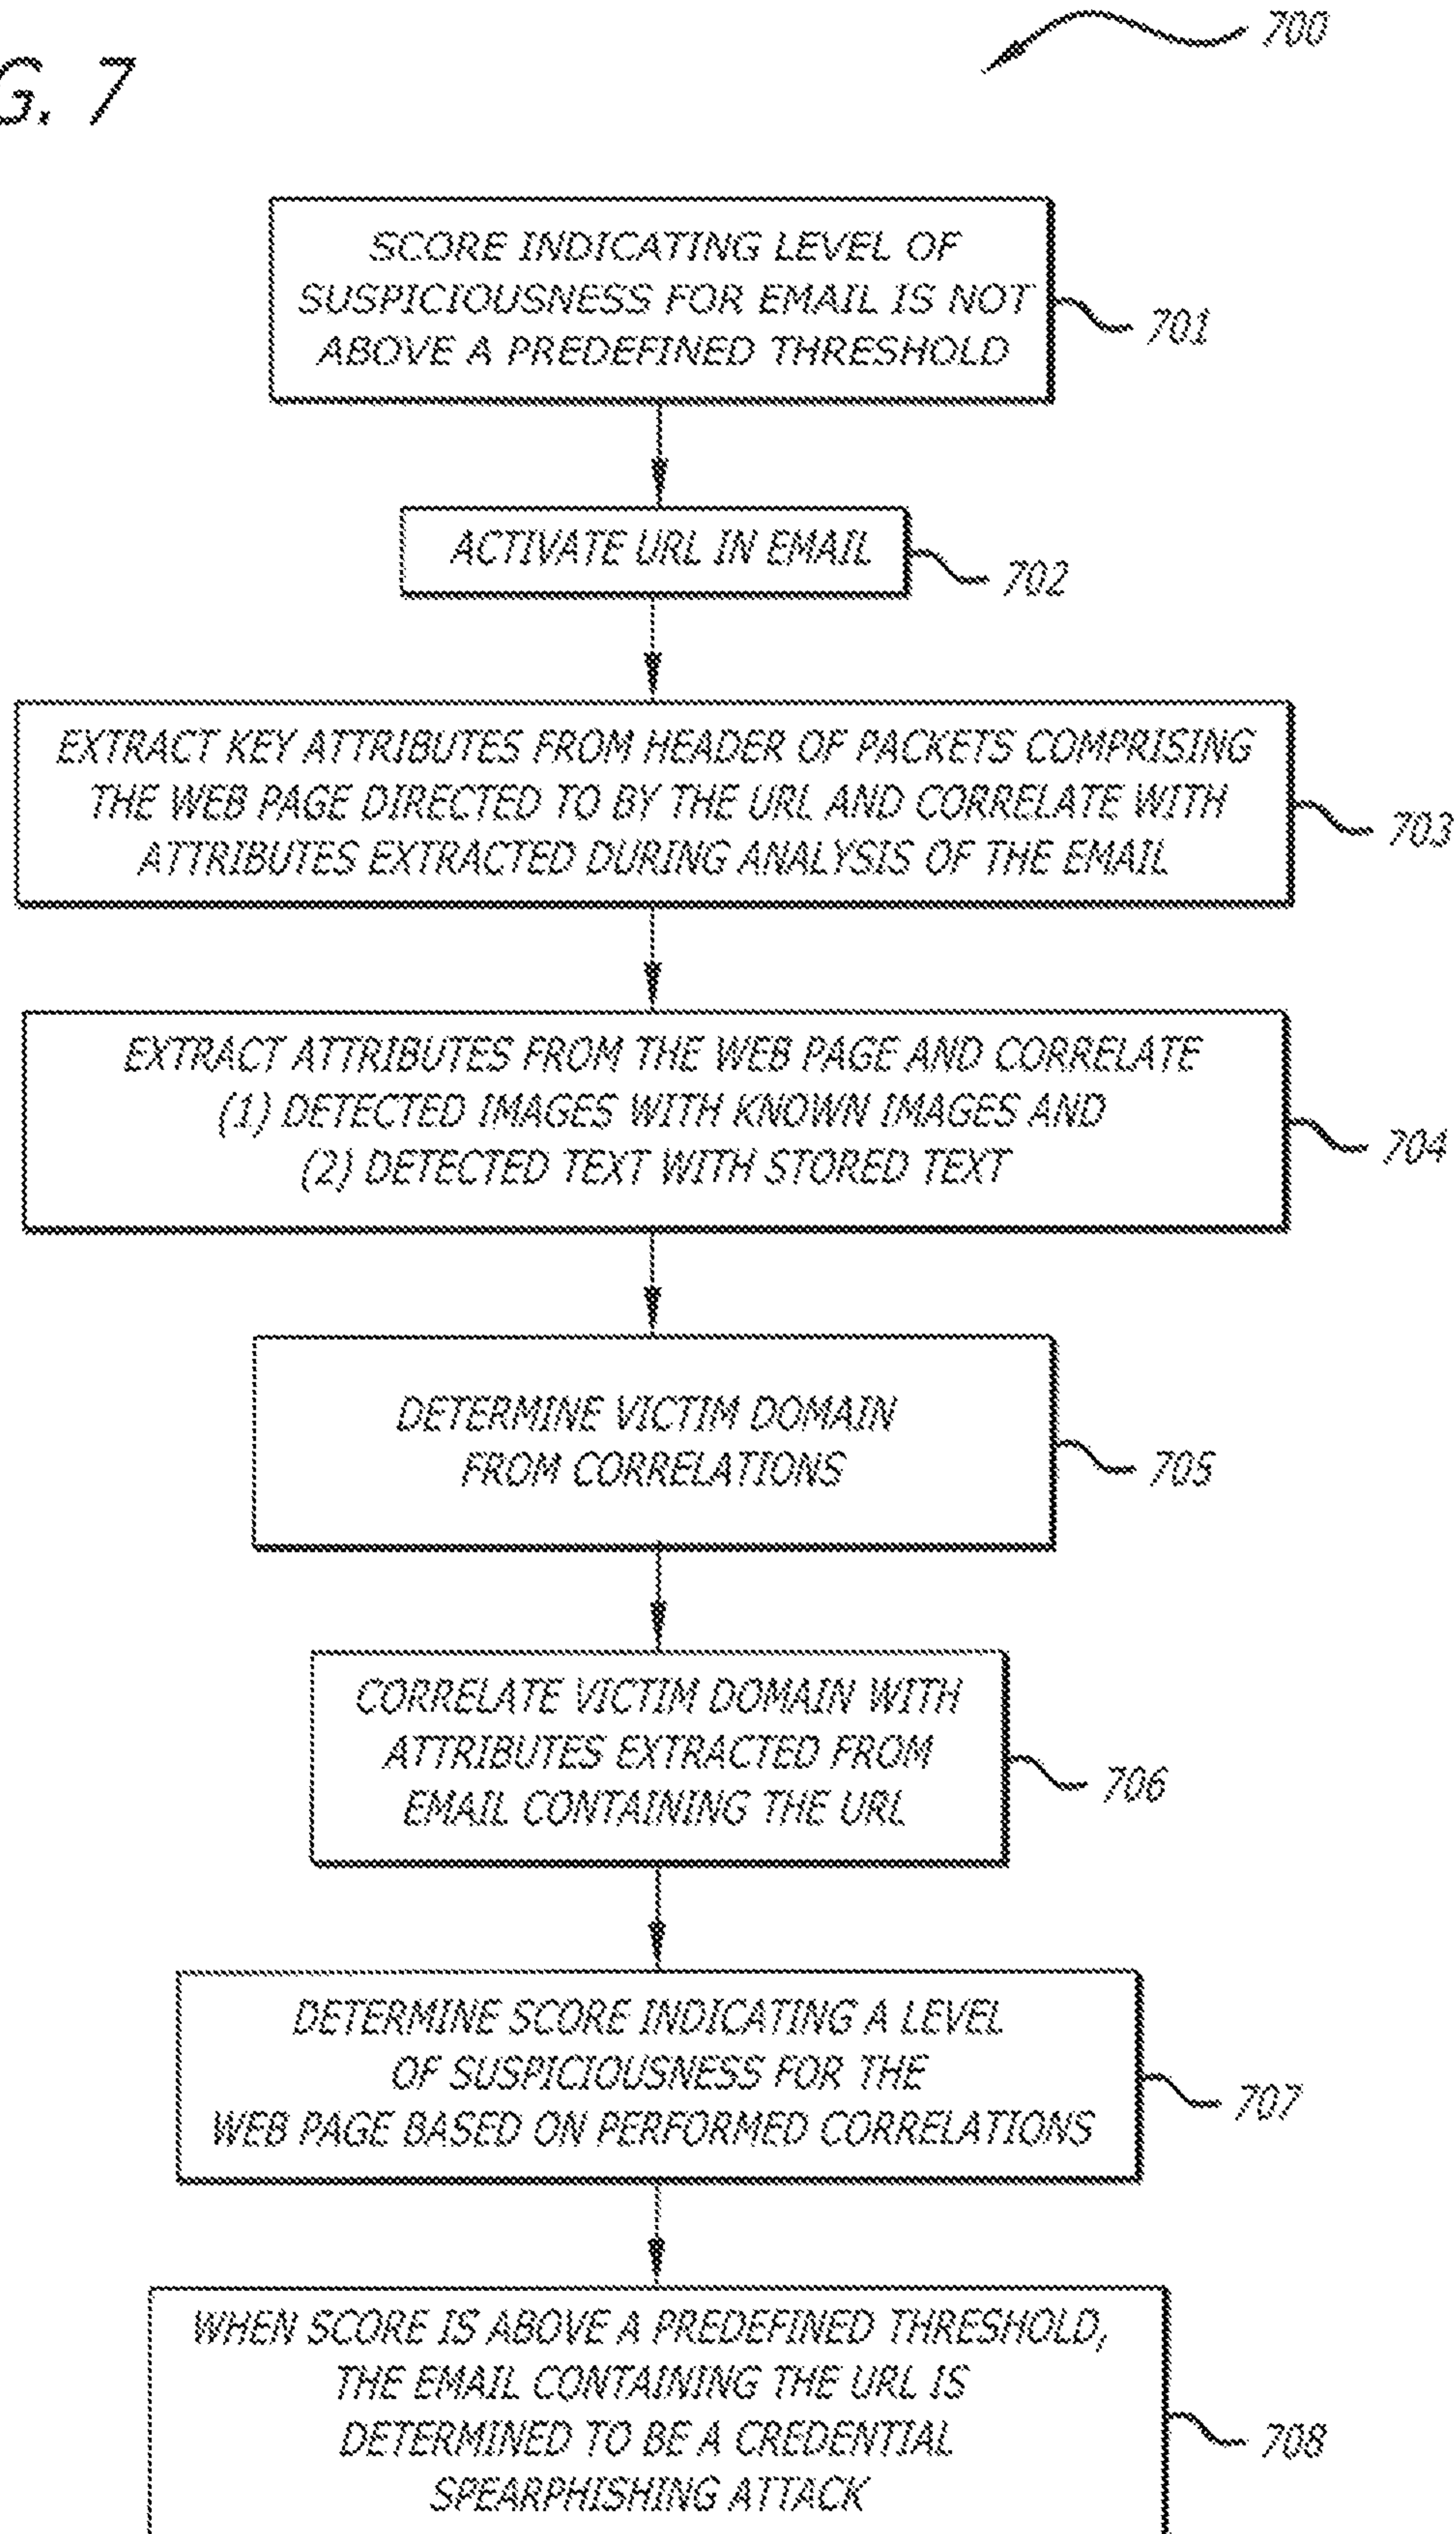 G. 7
700
SCORE INDICATING LEVEL OF
SUSPICIOUSNESS FOR EMAIL IS NOT
ABOVE A PREDEFINED THRESHOLD
701
ACTIVATE URL IN EMAIL
702
EXTRACT KEY ATTRIBUTES FROM HEADER OF PACKETS COMPRISING
THE WEB PAGE DIRECTED TO BY THE URL AND CORRELATE WITH
ATTRIBUTES EXTRACTED DURING ANALYSIS OF THE EMAIL
703
EXTRACT ATTRIBUTES FROM THE WEB PAGE AND CORRELATE
(1) DETECTED IMAGES WITH KNOWN IMAGES AND
(2) DETECTED TEXT WITH STORED TEXT
704
DETERMINE VICTIM DOMAIN
FROM CORRELATIONS
705
CORRELATE VICTIM DOMAIN WITH
ATTRIBUTES EXTRACTED FROM
EMAIL CONTAINING THE URL
706
DETERMINE SCORE INDICATING A LEVEL
OF SUSPICIOUSNESS FOR THE
WEB PAGE BASED ON PERFORMED CORRELATIONS
707
WHEN SCORE IS ABOVE A PREDEFINED THRESHOLD,
THE EMAIL CONTAINING THE URL IS
DETERMINED TO BE A CREDENTIAL
SPEARPHISHING ATTACK
708